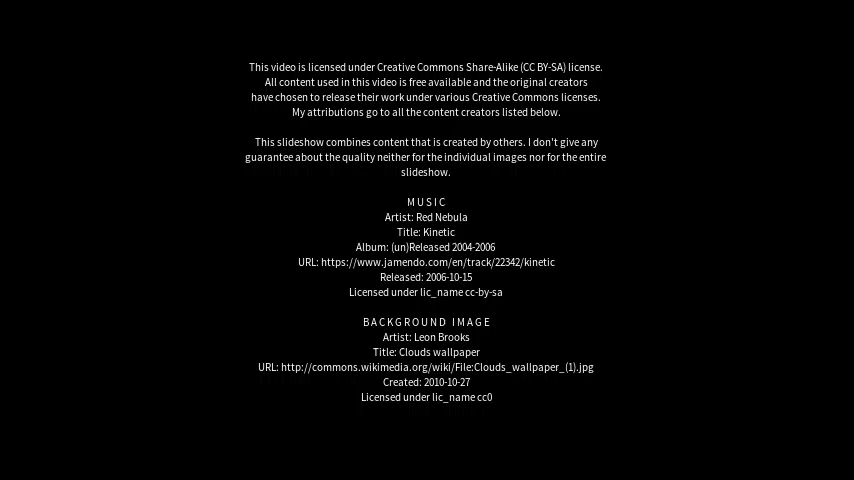 This video is licensed under Creative Commons Share-Alike (CC BY-SA) license.
All content used in this video is free available and the original creators
have chosen to release their work under various Creative Commons licenses.
My attributions go to all the content creators listed below.
This slideshow combines content that is created by others. I don't give any
guarantee about the quality neither for the individual images nor for the entire
slideshow.
M U S I C
Artist: Red Nebula
Title: Kinetic
Album: (un)Released 2004-2006
URL: https://www.jamendo.com/en/track/22342/kinetic
Released: 2006-10-15
Licensed under lic_name cc-by-sa
B A C K G R O U N D   I M A G E
Artist: Leon Brooks
Title: Clouds wallpaper
URL: http://commons.wikimedia.org/wiki/File:Clouds_wallpaper_(1).jpg
Created: 2010-10-27
Licensed under lic_name cc0